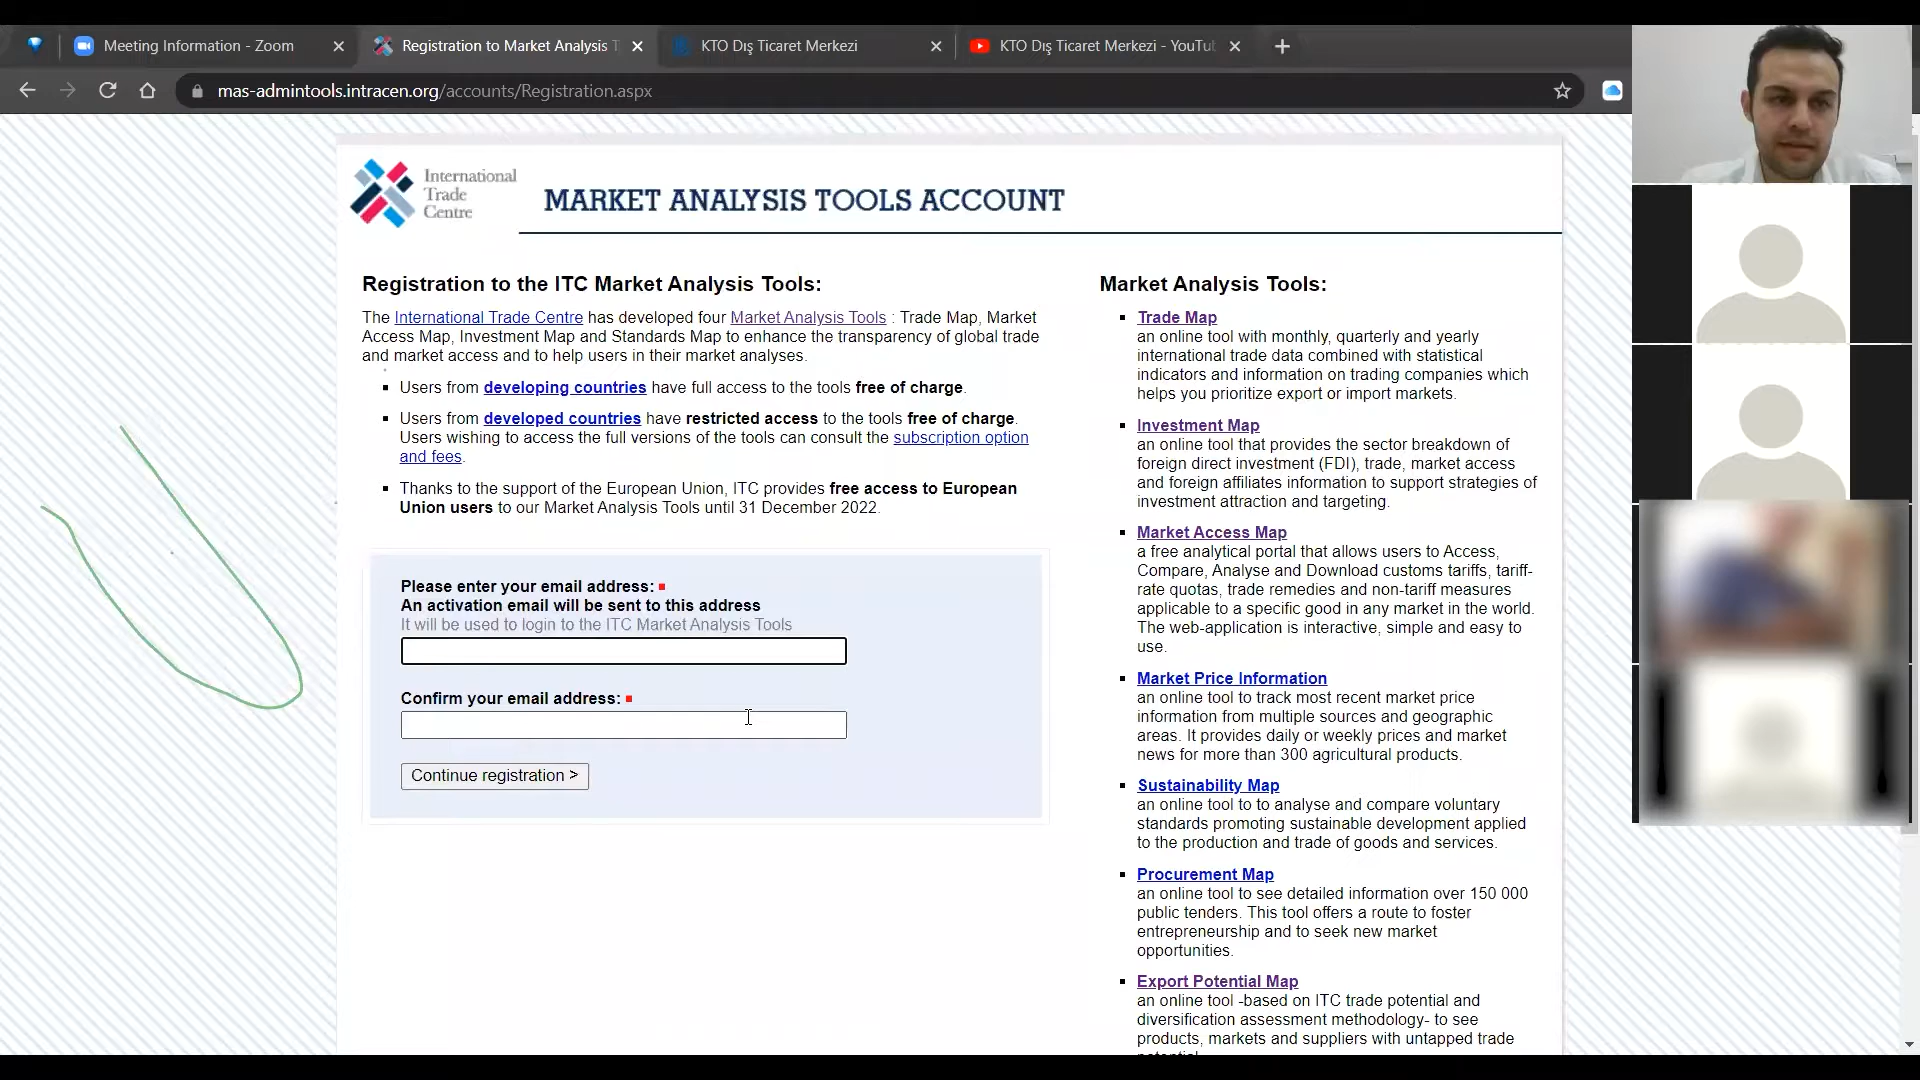 Meeting Information - Zoom
Registration to Market Analysis T
KTO Dış Ticaret Merkezi
KTO Dış Ticaret Merkezi - YouTu
mas-admintools.intracen.org/accounts/Registration.aspx
International
Trade
Centre
MARKET ANALYSIS TOOLS ACCOUNT
Registration to the ITC Market Analysis Tools:
The International Trade Centre has developed four Market Analysis Tools : Trade Map, Market
Access Map, Investment Map and Standards Map to enhance the transparency of global trade
and market access and to help users in their market analyses.
Users from developing countries have full access to the tools free of charge.
Users from developed countries have restricted access to the tools free of charge.
Users wishing to access the full versions of the tools can consult the subscription option
and fees.
Thanks to the support of the European Union, ITC provides free access to European
Union users to our Market Analysis Tools until 31 December 2022.
Please enter your email address:
An activation email will be sent to this address
It will be used to login to the ITC Market Analysis Tools
Confirm your email address:
Continue registration >
Market Analysis Tools:
Trade Map
an online tool with monthly, quarterly and yearly
international trade data combined with statistical
indicators and information on trading companies which
helps you prioritize export or import markets.
Investment Map
an online tool that provides the sector breakdown of
foreign direct investment (FDI), trade, market access
and foreign affiliates information to support strategies of
investment attraction and targeting.
Market Access Map
a free analytical portal that allows users to Access,
Compare, Analyse and Download customs tariffs, tariff-
rate quotas, trade remedies and non-tariff measures
applicable to a specific good in any market in the world.
The web-application is interactive, simple and easy to
use.
Market Price Information
an online tool to track most recent market price
information from multiple sources and geographic
areas. It provides daily or weekly prices and market
news for more than 300 agricultural products.
Sustainability Map
an online tool to to analyse and compare voluntary
standards promoting sustainable development applied
to the production and trade of goods and services.
Procurement Map
an online tool to see detailed information over 150 000
public tenders. This tool offers a route to foster
entrepreneurship and to seek new market
opportunities.
Export Potential Map
an online tool -based on ITC trade potential and
diversification assessment methodology- to see
products, markets and suppliers with untapped trade